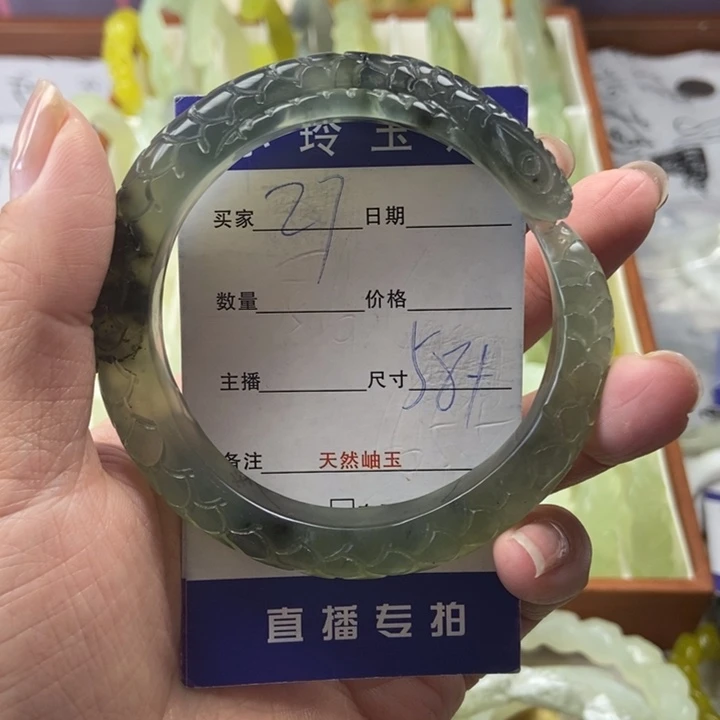 玲玉
买家 27 日期
数量 价格
主播 尺寸 58#
备注 天然岫玉
直播专拍